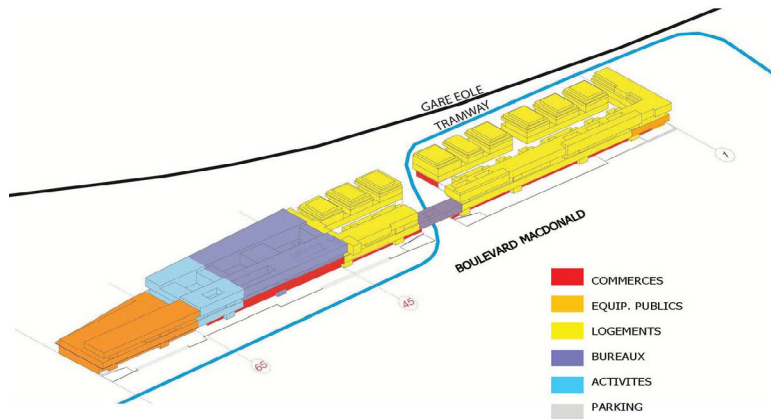 GARE EOLE
TRAMWAY
1
BOULEVARD MACDONALD
45
65
COMMERCES
EQUIP. PUBLICS
LOGEMENTS
BUREAUX
ACTIVITES
PARKING